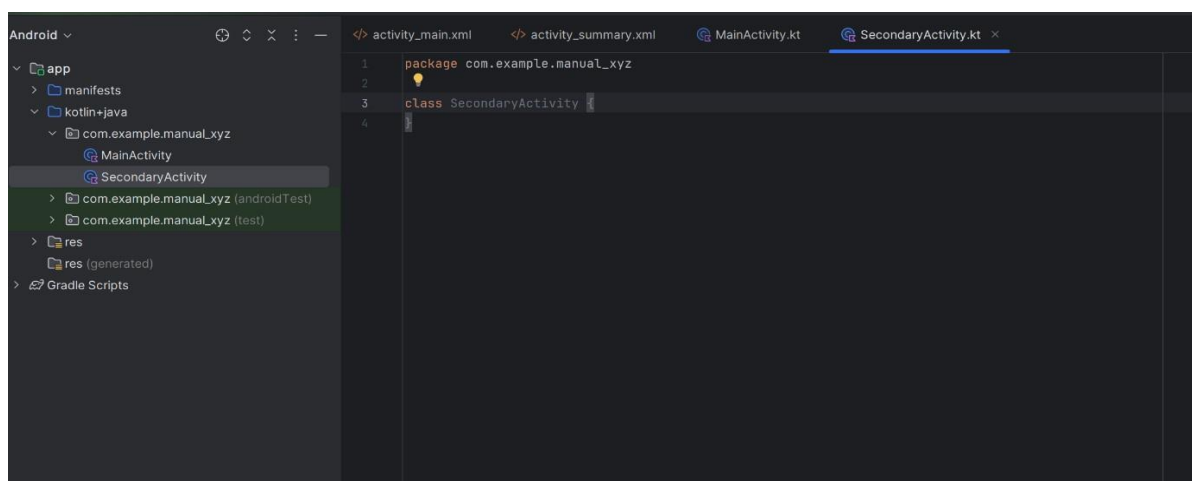 Android
activity_main.xml
activity_summary.xml
MainActivity.kt
SecondaryActivity.kt
app
manifests
kotlin+java
com.example.manual_xyz
MainActivity
SecondaryActivity
com.example.manual_xyz (androidTest)
com.example.manual_xyz (test)
res
res (generated)
Gradle Scripts
1 package com.example.manual_xyz
2
3 class SecondaryActivity {
4 }